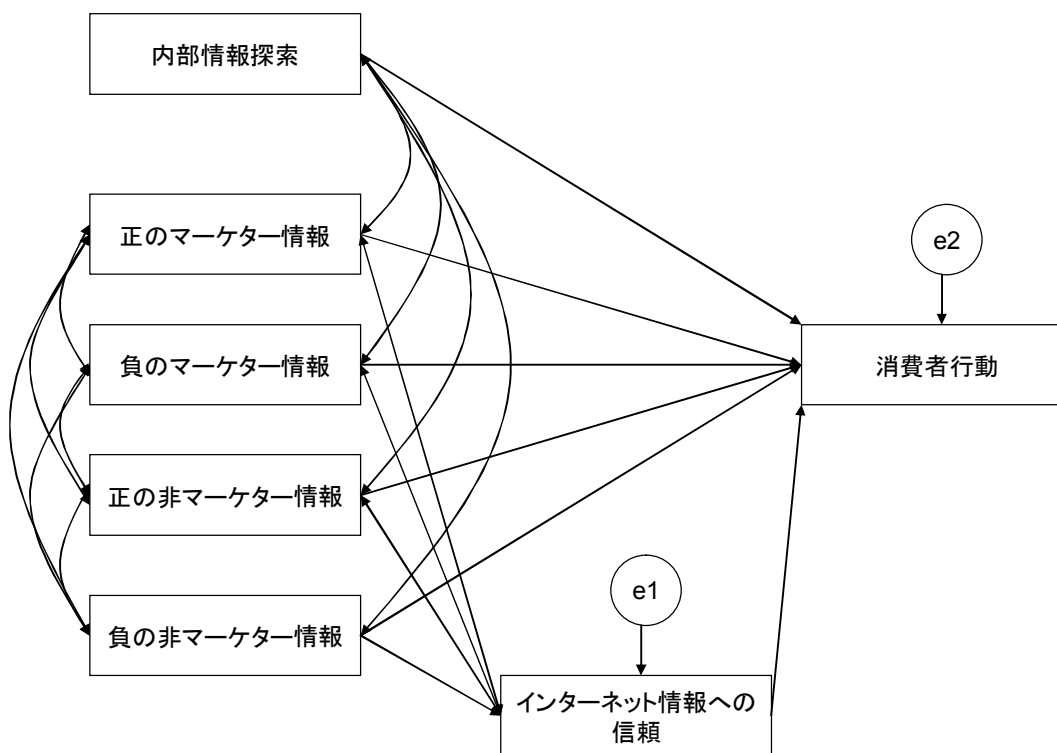 内部情報探索
正のマーケター情報
e2
負のマーケター情報
消費者行動
正の非マーケター情報
e1
負の非マーケター情報
インターネット情報への
信頼